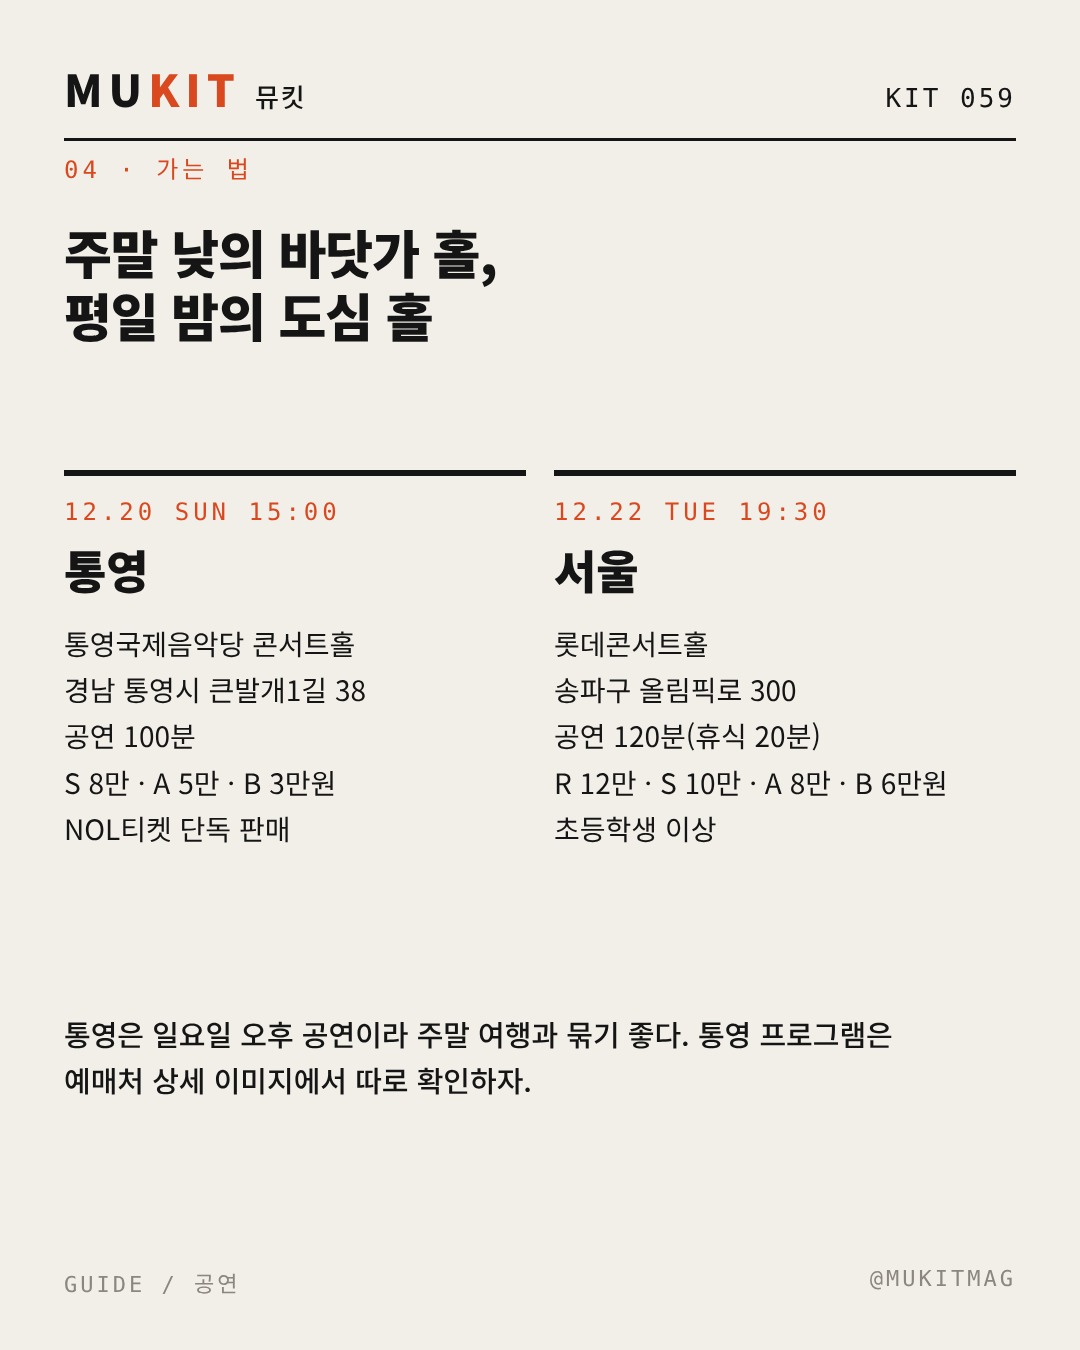 MUKIT 뮤킷
KIT 059
04 · 가는 법
주말 낮의 바닷가 홀,
평일 밤의 도심 홀
12.20 SUN 15:00
통영
통영국제음악당 콘서트홀
경남 통영시 큰발개1길 38
공연 100분
S 8만 · A 5만 · B 3만원
NOL티켓 단독 판매
12.22 TUE 19:30
서울
롯데콘서트홀
송파구 올림픽로 300
공연 120분(휴식 20분)
R 12만 · S 10만 · A 8만 · B 6만원
초등학생 이상
통영은 일요일 오후 공연이라 주말 여행과 묶기 좋다. 통영 프로그램은
예매처 상세 이미지에서 따로 확인하자.
GUIDE / 공연
@MUKITMAG